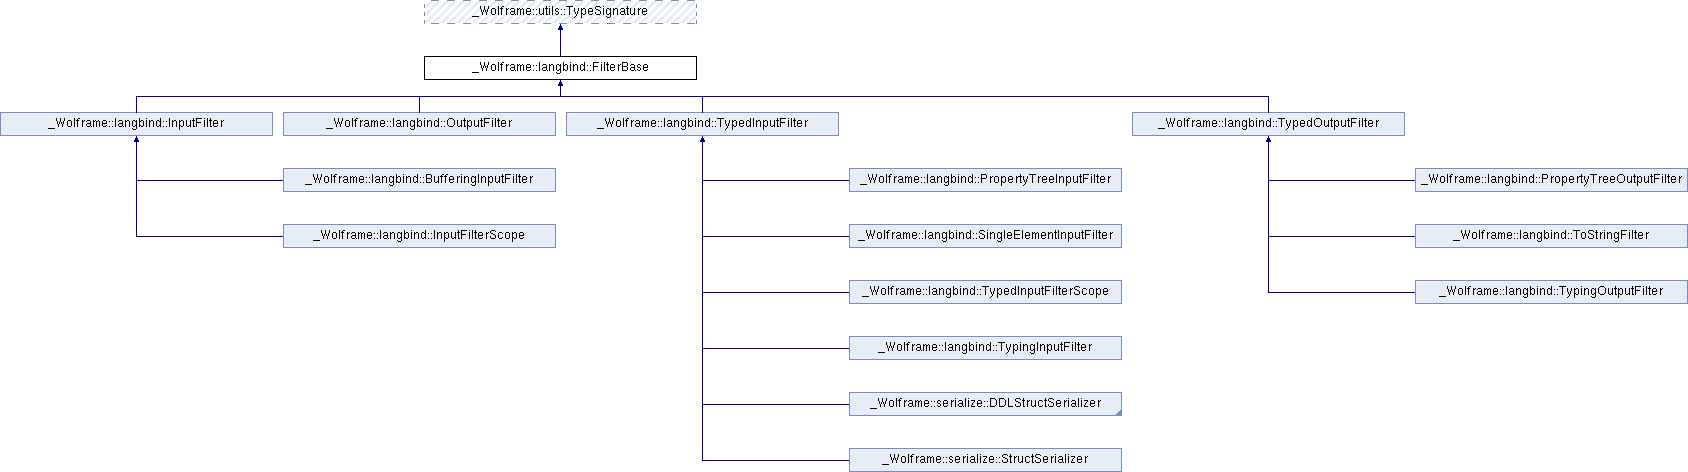 _Wolframe::utils::TypeSignature
_Wolframe::langbind::FilterBase
_Wolframe::langbind::InputFilter
_Wolframe::langbind::OutputFilter
_Wolframe::langbind::TypedInputFilter
_Wolframe::langbind::TypedOutputFilter
_Wolframe::langbind::BufferingInputFilter
_Wolframe::langbind::PropertyTreeInputFilter
_Wolframe::langbind::PropertyTreeOutputFilter
_Wolframe::langbind::InputFilterScope
_Wolframe::langbind::SingleElementInputFilter
_Wolframe::langbind::ToStringFilter
_Wolframe::langbind::TypedInputFilterScope
_Wolframe::langbind::TypingOutputFilter
_Wolframe::langbind::TypingInputFilter
_Wolframe::serialize::DDLStructSerializer
_Wolframe::serialize::StructSerializer